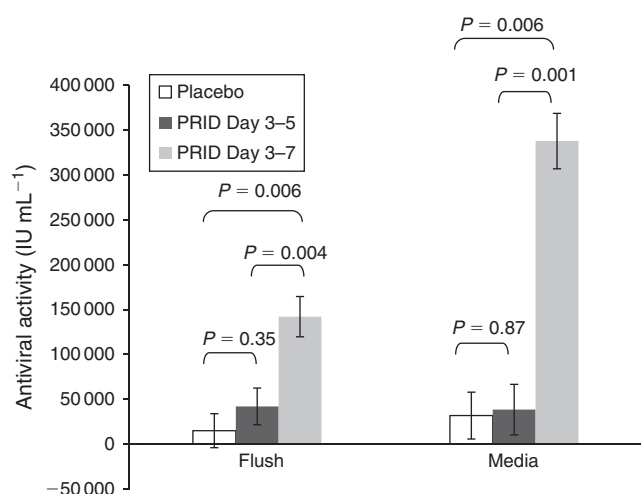 P = 0.006
P = 0.001
400 000
350 000
300 000
250 000
200 000
150 000
100 000
50 000
0
−50 000
Antiviral activity (IU mL−1)
Placebo
PRID Day 3–5
PRID Day 3–7
P = 0.006
P = 0.004
P = 0.35
P = 0.87
Flush
Media